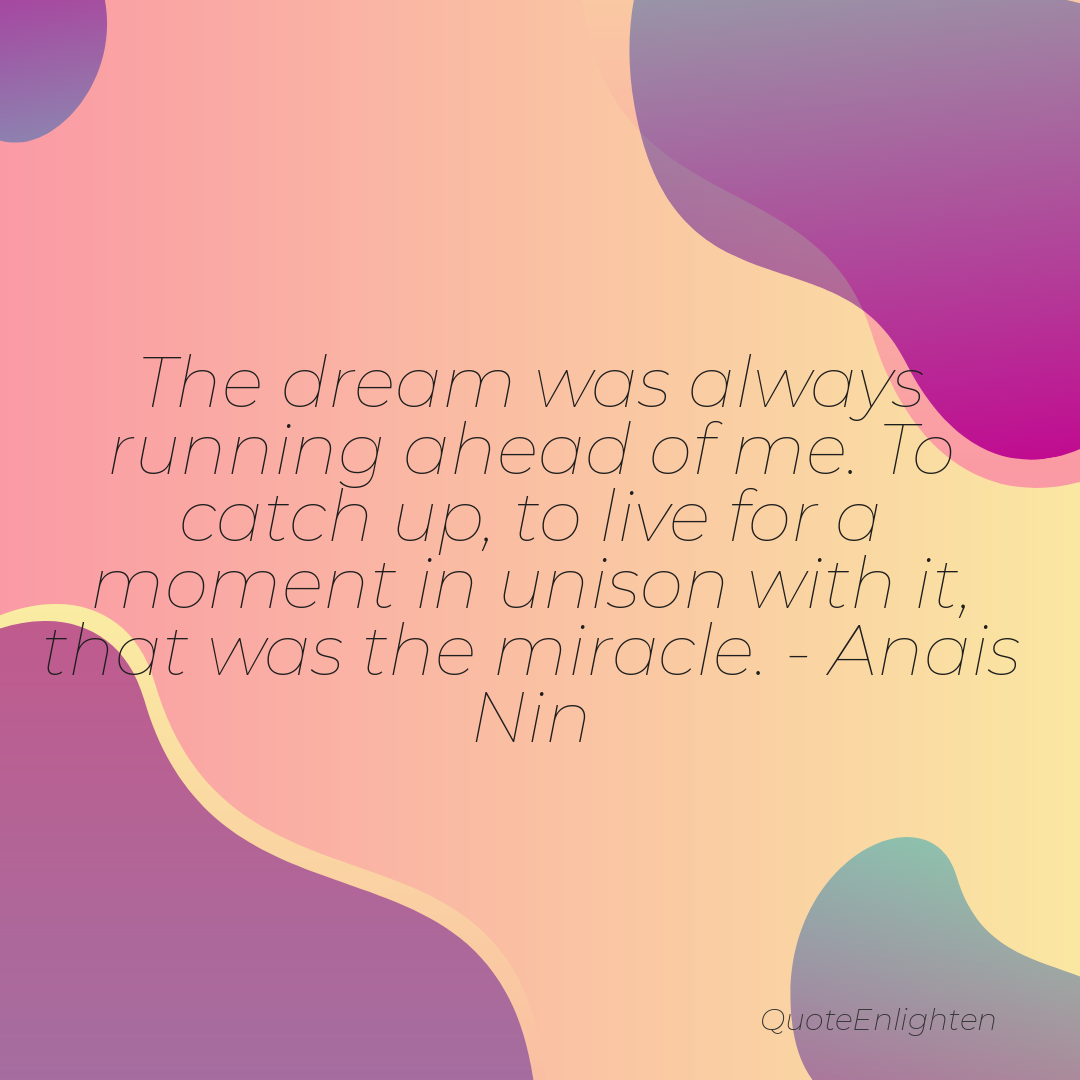 The dream was always
running ahead of me. To
catch up, to live for a
moment in unison with it,
that was the miracle. - Anais
Nin
QuoteEnlighten